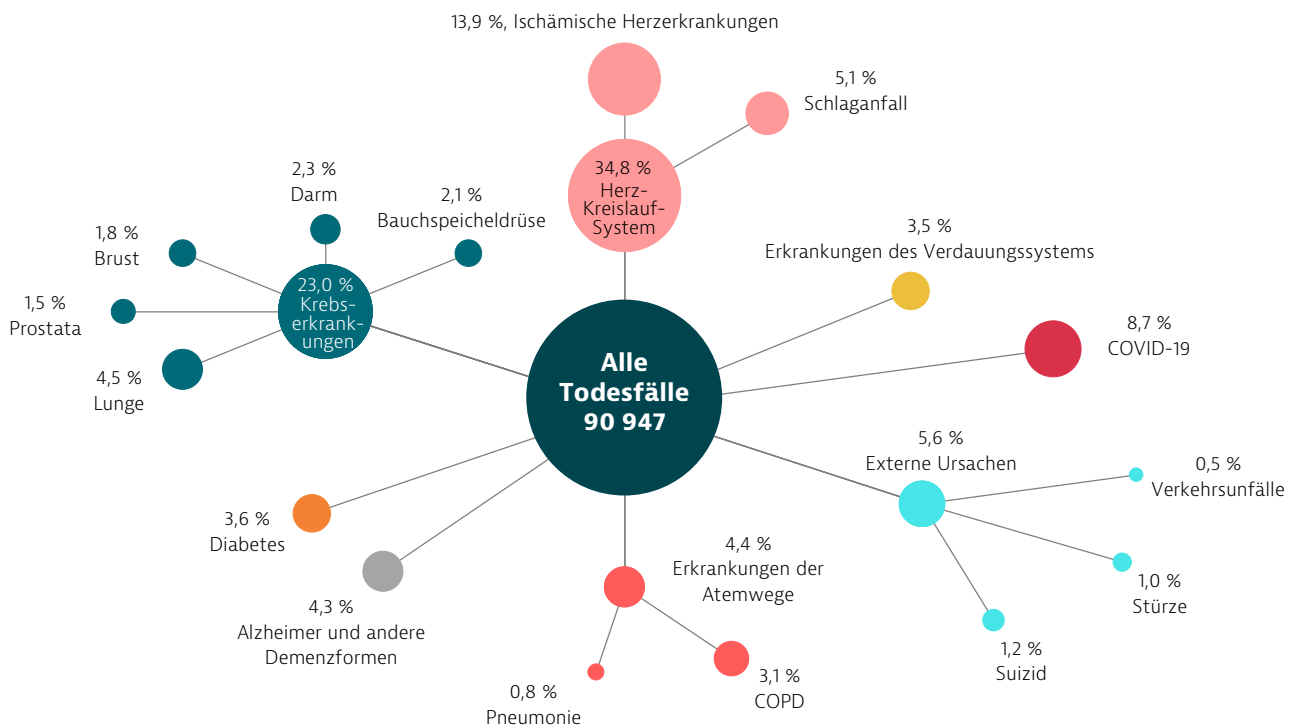 13,9 %, Ischämische Herzerkrankungen
5,1 %
Schlaganfall
34,8 %
Herz-
Kreislauf-
System
2,3 %
Darm
2,1 %
Bauchspeicheldrüse
1,8 %
Brust
23,0 %
Krebs-
erkrank-
ungen
1,5 %
Prostata
4,5 %
Lunge
3,5 %
Erkrankungen des Verdauungssystems
8,7 %
COVID-19
Alle
Todesfälle
90 947
5,6 %
Externe Ursachen
0,5 %
Verkehrsunfälle
1,0 %
Stürze
1,2 %
Suizid
3,6 %
Diabetes
4,3 %
Alzheimer und andere
Demenzformen
4,4 %
Erkrankungen der
Atemwege
0,8 %
Pneumonie
3,1 %
COPD